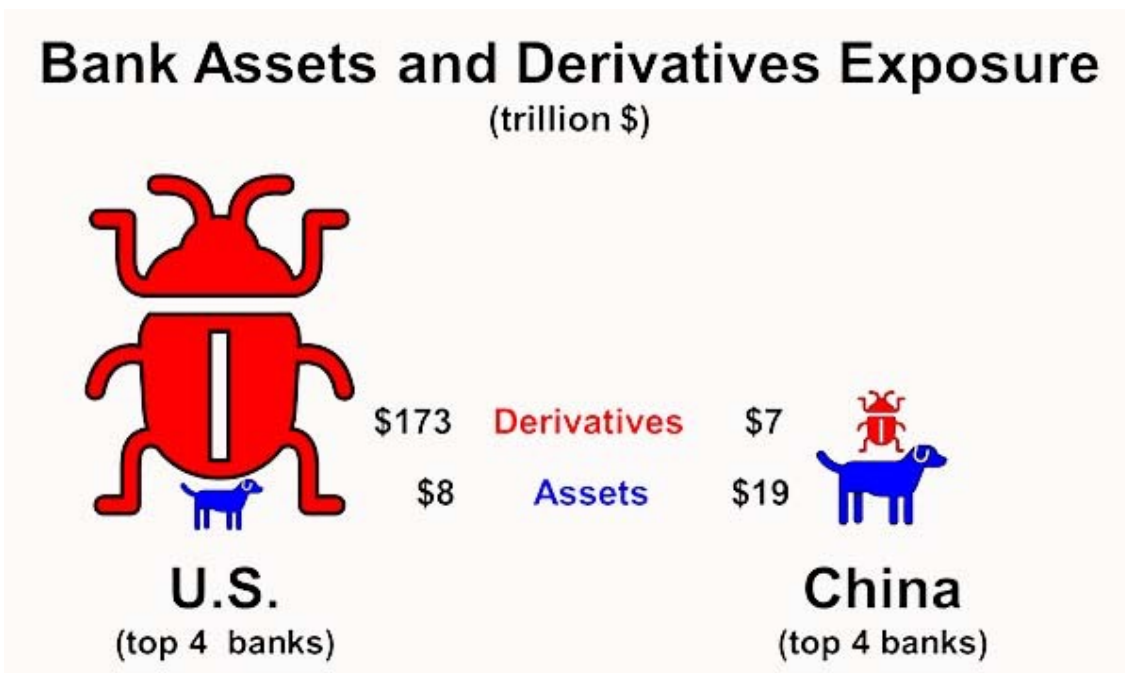 Bank Assets and Derivatives Exposure
(trillion $)
$173 Derivatives $7
$8 Assets $19
U.S. China
(top 4 banks) (top 4 banks)